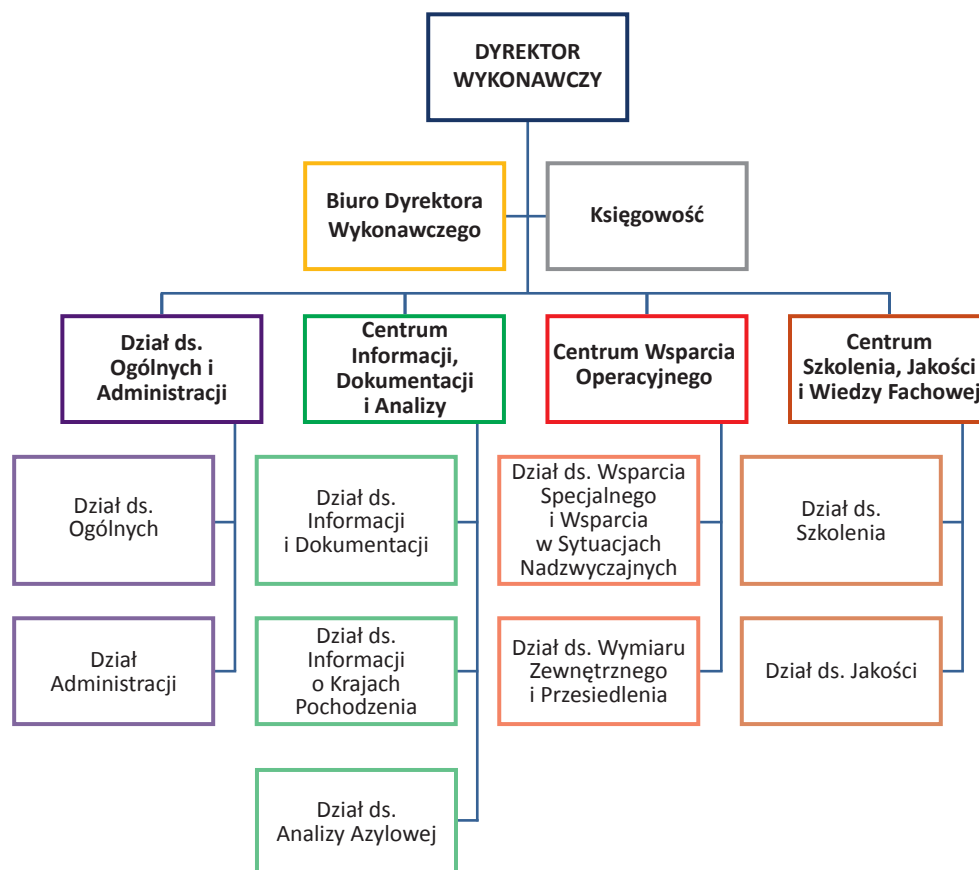 DYREKTOR
WYKONAWCZY
Biuro Dyrektora
Wykonawczego
Księgowość
Dział ds.
Ogólnych i
Administracji
Centrum
Informacji,
Dokumentacji
i Analizy
Centrum Wsparcia
Operacyjnego
Centrum
Szkolenia, Jakości
i Wiedzy Fachowej
Dział ds.
Ogólnych
Dział ds.
Informacji
i Dokumentacji
Dział ds. Wsparcia
Specjalnego
i Wsparcia
w Sytuacjach
Nadzwyczajnych
Dział ds.
Szkolenia
Dział
Administracji
Dział ds.
Informacji
o Krajach
Pochodzenia
Dział ds. Wymiaru
Zewnętrznego
i Przesiedlenia
Dział ds. Jakości
Dział ds.
Analizy Azylowej